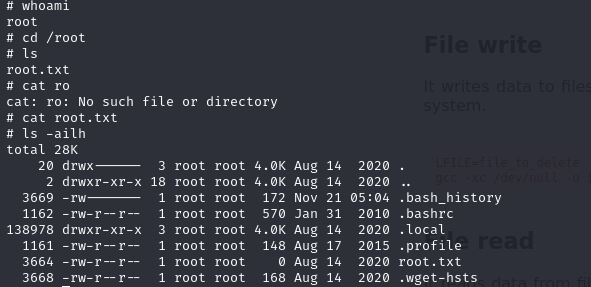 # whoami
root
# cd /root
# ls
root.txt
# cat ro
cat: ro: No such file or directory
# cat root.txt
# ls -ailh
total 28K
    20 drwx------  3 root root 4.0K Aug 14  2020 .
     2 drwxr-xr-x 18 root root 4.0K Aug 14  2020 ..
  3669 -rw-------  1 root root  172 Nov 21 05:04 .bash_history
  1162 -rw-r--r--  1 root root  570 Jan 31  2010 .bashrc
138978 drwxr-xr-x  3 root root 4.0K Aug 14  2020 .local
  1161 -rw-r--r--  1 root root  148 Aug 17  2015 .profile
  3664 -rw-r--r--  1 root root    0 Aug 14  2020 root.txt
  3668 -rw-r--r--  1 root root  168 Aug 14  2020 .wget-hsts
File write
It writes data to files
system.
LFILE=file_to_delete
gcc -xc /dev/null -o
File read
data from fi